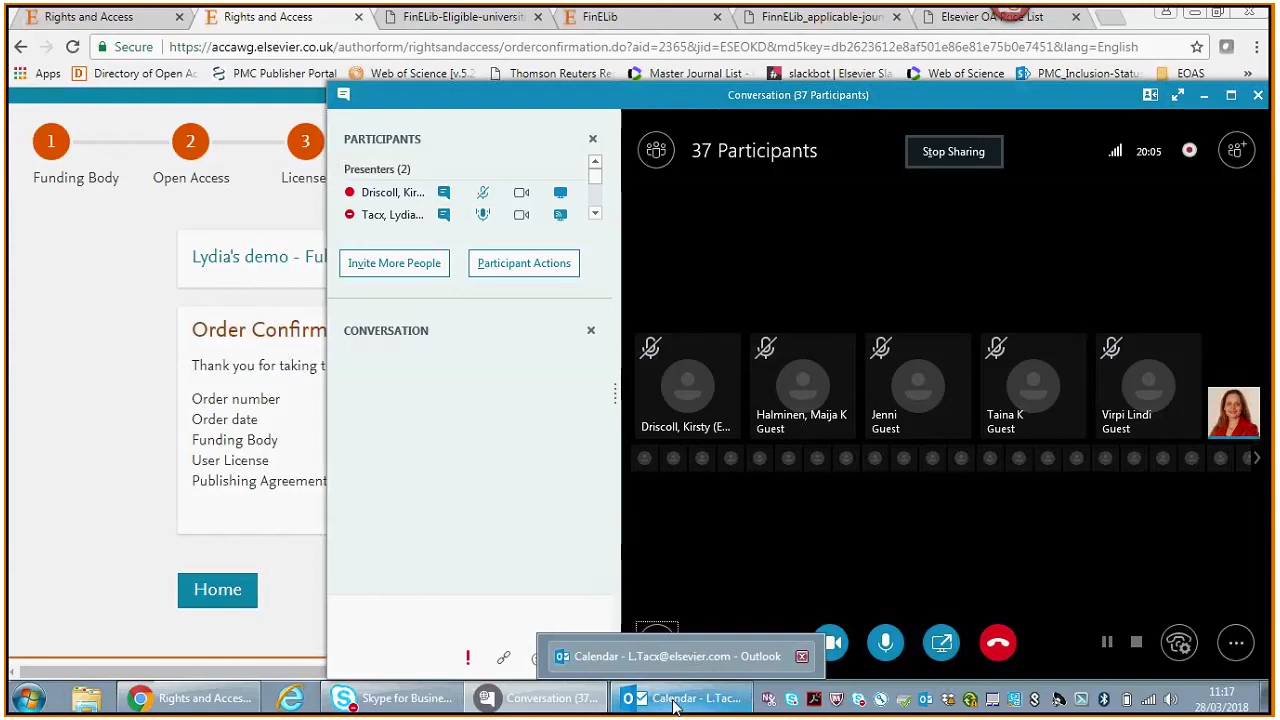 Rights and Access
Rights and Access
FinELib-Eligible-universit
FinELib
FinnELib_applicable-jour
Elsevier OA Price List
Secure https://accawg.elsevier.co.uk/authorform/rightsandaccess/orderconfirmation.do?aid=2365&jid=ESEOKD&md5key=db2623612e8af501e86e81e75b0e7451&lang=English
Apps
Directory of Open Ac
PMC Publisher Portal
Web of Science [v.5.2
Thomson Reuters Re
Master Journal List -
slackbot | Elsevier S
Web of Science
PMC_Inclusion-Statu
EOAS
Conversation (37 Participants)
1
2
3
Funding Body
Open Access
License
PARTICIPANTS
Presenters (2)
Driscoll, Kir...
Tacx, Lydia...
Invite More People
Participant Actions
CONVERSATION
37 Participants
Stop Sharing
20:05
Lydia's demo - Ful
Order Confirm
Thank you for taking t
Order number
Order date
Funding Body
User License
Publishing Agreement
Home
Driscoll, Kirsty (E...
Halminen, Maija K
Guest
Jenni
Guest
Taina K
Guest
Virpi Lindi
Guest
Calendar - L.Tacx@elsevier.com - Outlook
Rights and Acces...
Skype for Busine...
Conversation (37...
Calendar - L.Tac...
11:17
28/03/2018